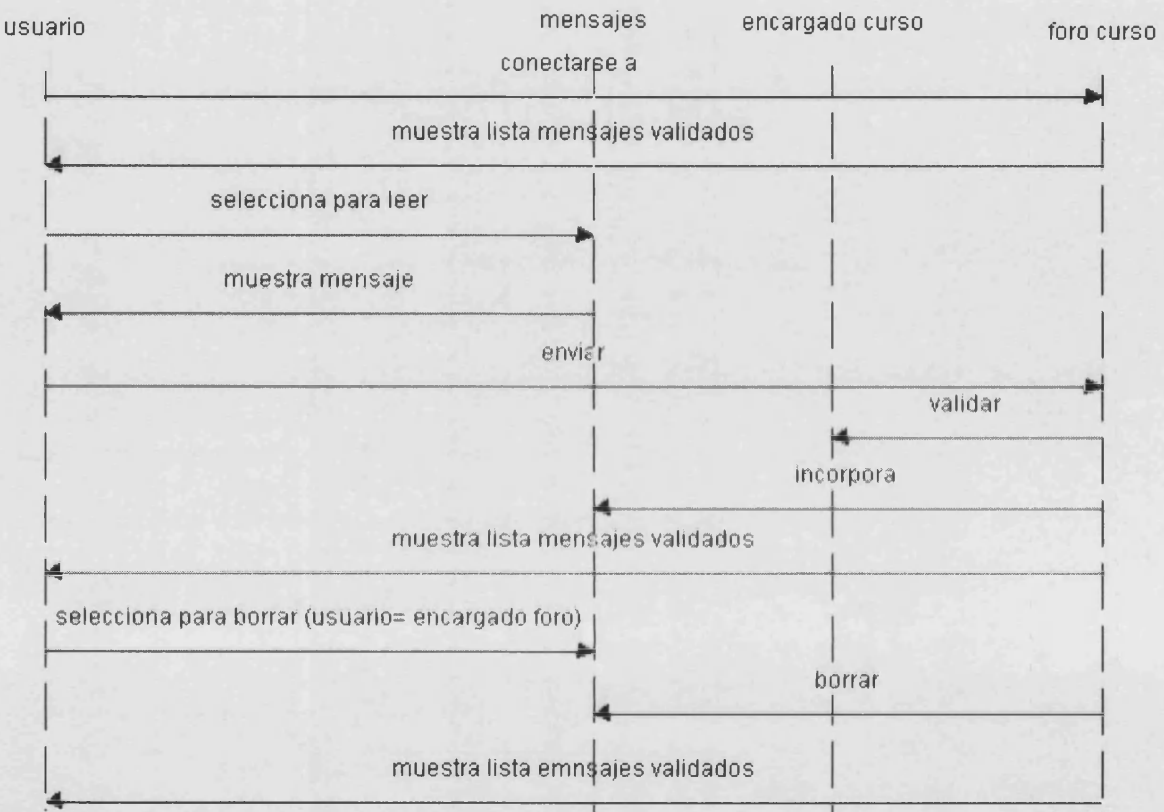 usuario
mensajes
encargado curso
foro curso
conectarse a
muestra lista mensajes validados
selecciona para leer
muestra mensaje
enviar
validar
incorpora
muestra lista mensajes validados
selecciona para borrar (usuario= encargado foro)
borrar
muestra lista emnsajes validados